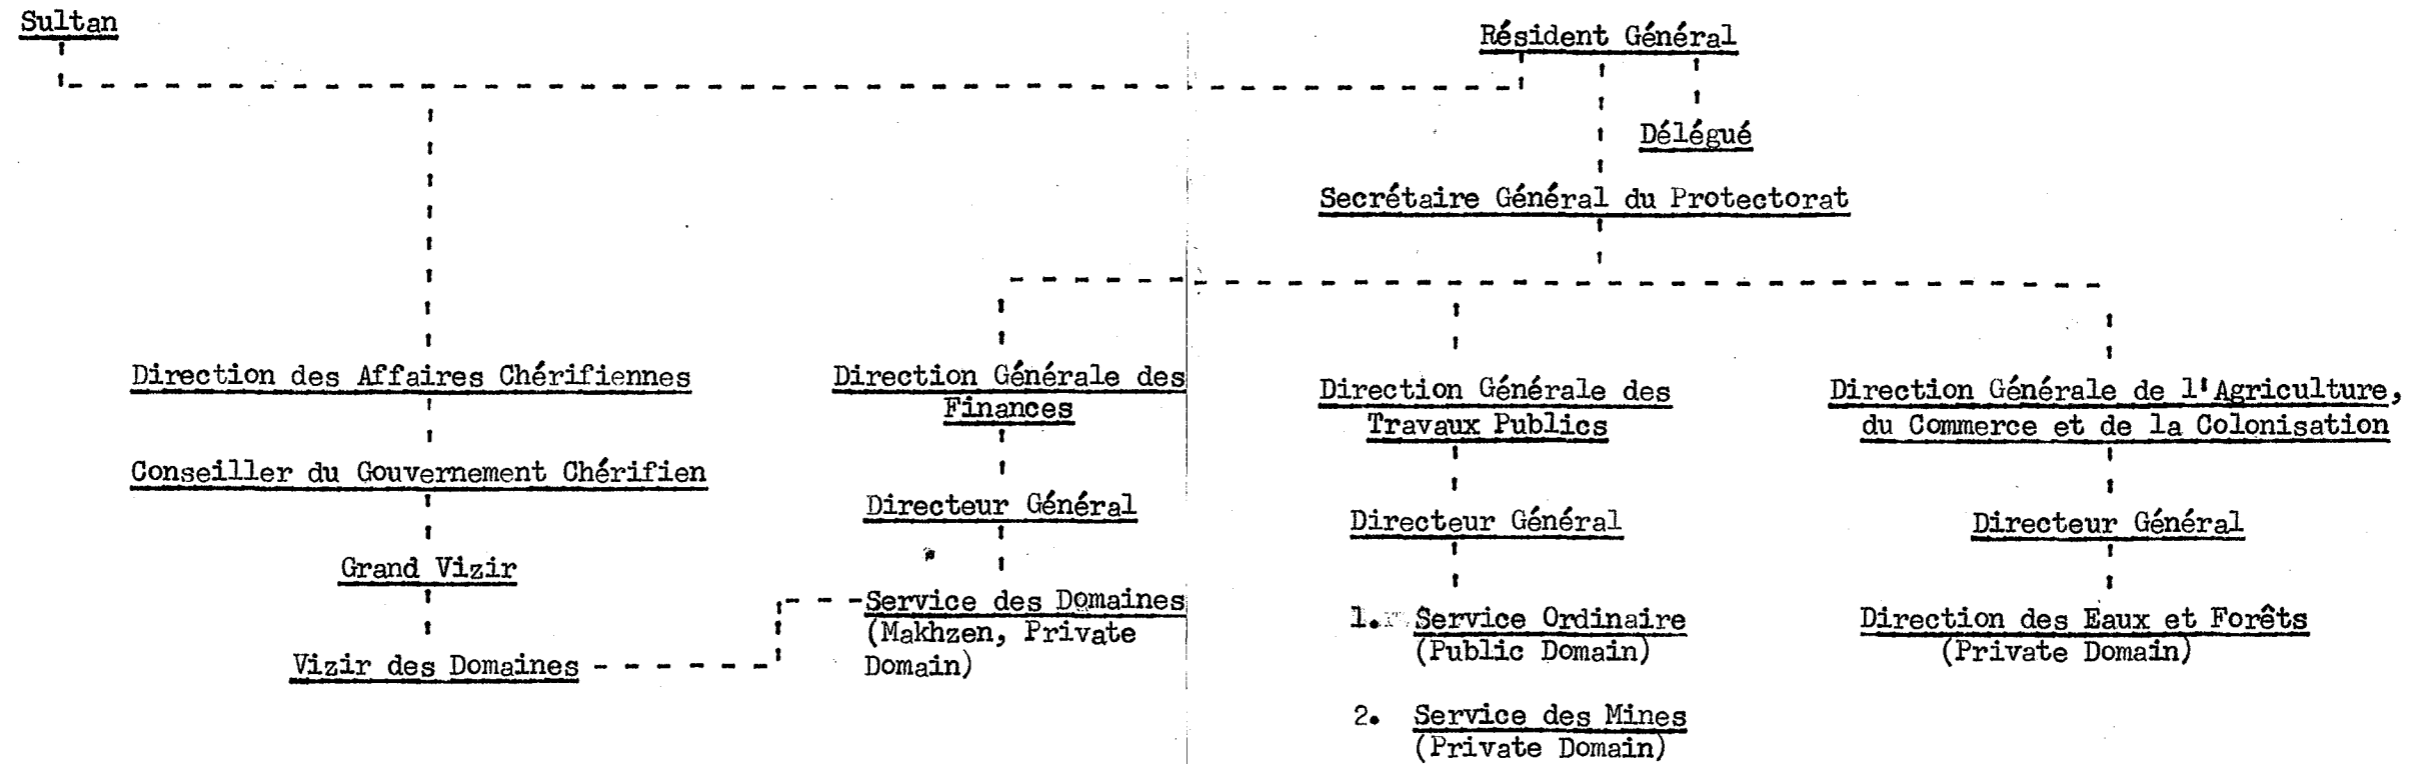 Sultan
Résident Général
Délégué
Secrétaire Général du Protectorat
Direction des Affaires Chérifiennes
Conseiller du Gouvernement Chérifien
Grand Vizir
Vizir des Domaines
Direction Générale des
Finances
Directeur Général
Service des Domaines
(Makhzen, Private
Domain)
Direction Générale des
Travaux Publics
Directeur Général
1. Service Ordinaire
(Public Domain)
2. Service des Mines
(Private Domain)
Direction Générale de l'Agriculture,
du Commerce et de la Colonisation
Directeur Général
Direction des Eaux et Forêts
(Private Domain)